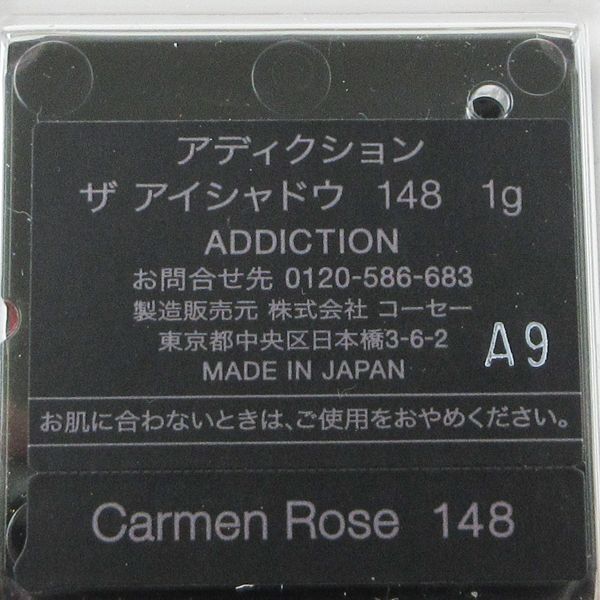 アディクション
ザ アイシャドウ 148 1g
ADDICTION
お問合せ先 0120-586-683
製造販売元 株式会社 コーセー
東京都中央区日本橋3-6-2
MADE IN JAPAN
A9
お肌に合わないときは、ご使用をおやめください。
Carmen Rose 148